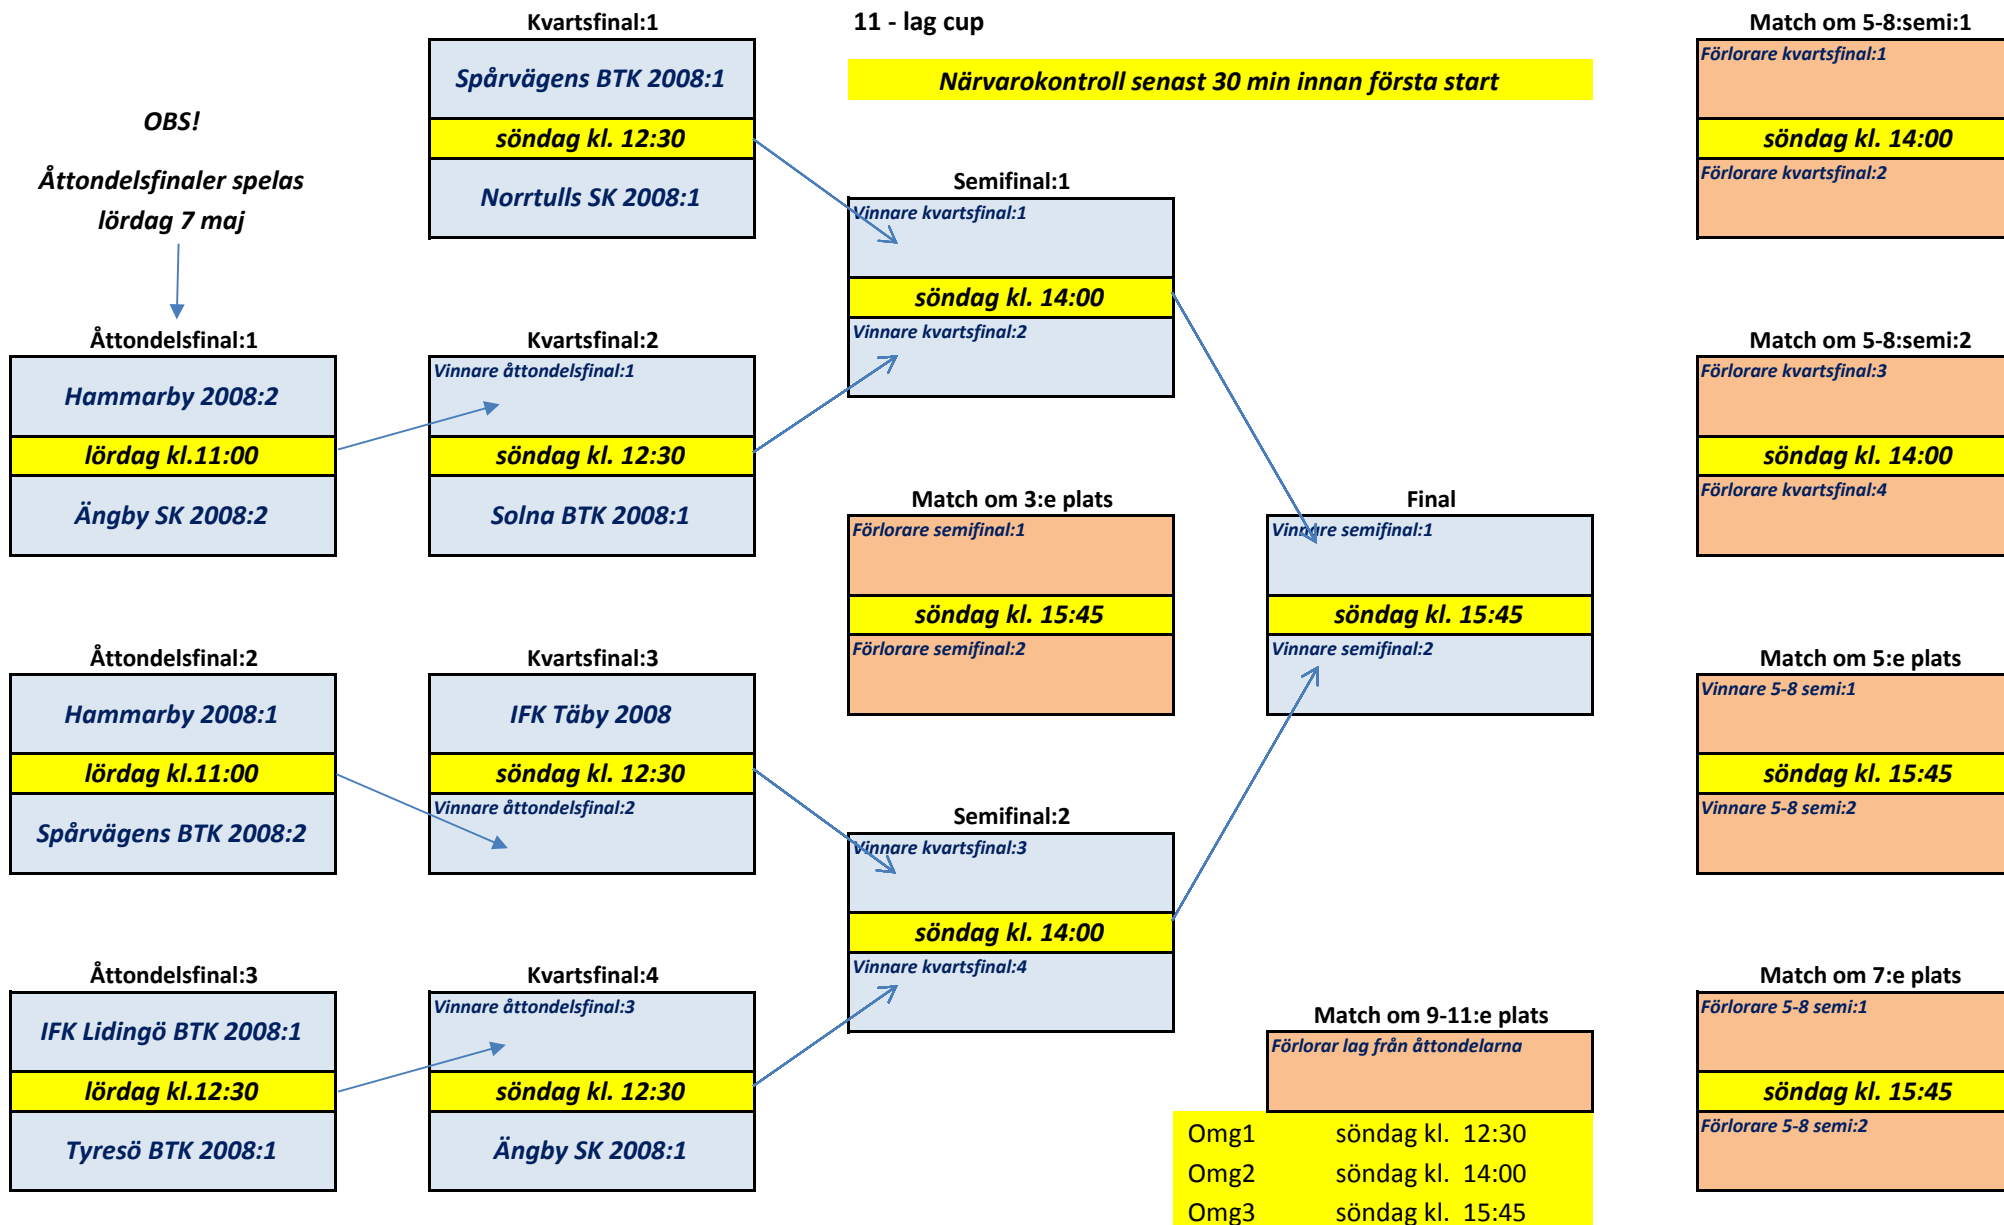 Kvartsfinal:1
11 - lag cup
Match om 5-8:semi:1
Spårvägens BTK 2008:1
söndag kl. 12:30
Norrtulls SK 2008:1
Närvarokontroll senast 30 min innan första start
Förlorare kvartsfinal:1
söndag kl. 14:00
Förlorare kvartsfinal:2
OBS!
Åttondelsfinaler spelas
lördag 7 maj
Semifinal:1
Vinnare kvartsfinal:1
söndag kl. 14:00
Vinnare kvartsfinal:2
Åttondelsfinal:1
Hammarby 2008:2
lördag kl.11:00
Ängby SK 2008:2
Kvartsfinal:2
Vinnare åttondelsfinal:1
söndag kl. 12:30
Solna BTK 2008:1
Match om 5-8:semi:2
Förlorare kvartsfinal:3
söndag kl. 14:00
Förlorare kvartsfinal:4
Match om 3:e plats
Förlorare semifinal:1
söndag kl. 15:45
Förlorare semifinal:2
Final
Vinnare semifinal:1
söndag kl. 15:45
Vinnare semifinal:2
Åttondelsfinal:2
Hammarby 2008:1
lördag kl.11:00
Spårvägens BTK 2008:2
Kvartsfinal:3
IFK Täby 2008
söndag kl. 12:30
Vinnare åttondelsfinal:2
Match om 5:e plats
Vinnare 5-8 semi:1
söndag kl. 15:45
Vinnare 5-8 semi:2
Semifinal:2
Vinnare kvartsfinal:3
söndag kl. 14:00
Vinnare kvartsfinal:4
Åttondelsfinal:3
IFK Lidingö BTK 2008:1
lördag kl.12:30
Tyresö BTK 2008:1
Kvartsfinal:4
Vinnare åttondelsfinal:3
söndag kl. 12:30
Ängby SK 2008:1
Match om 9-11:e plats
Förlorar lag från åttondelarna
Omg1 söndag kl. 12:30
Omg2 söndag kl. 14:00
Omg3 söndag kl. 15:45
Match om 7:e plats
Förlorare 5-8 semi:1
söndag kl. 15:45
Förlorare 5-8 semi:2